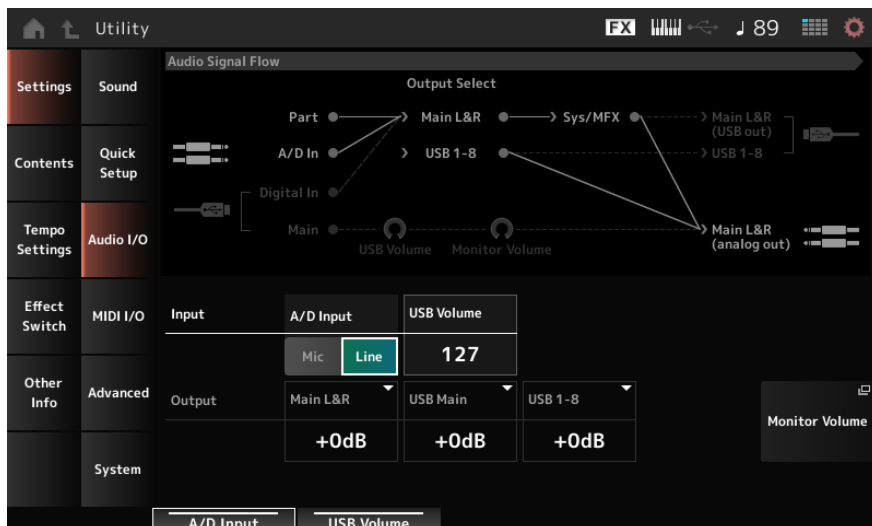 Utility
FX
♩ 89
Settings
Sound
Contents
Quick
Setup
Tempo
Settings
Audio I/O
Effect
Switch
MIDI I/O
Other
Info
Advanced
System
Audio Signal Flow
Output Select
Part
Main L&R
Sys/MFX
Main L&R
(USB out)
A/D In
USB 1-8
USB 1-8
Digital In
Main
USB Volume
Monitor Volume
Main L&R
(analog out)
Input
A/D Input
USB Volume
Mic
Line
127
Output
Main L&R
USB Main
USB 1-8
+0dB
+0dB
+0dB
Monitor Volume
A/D Input
USB Volume